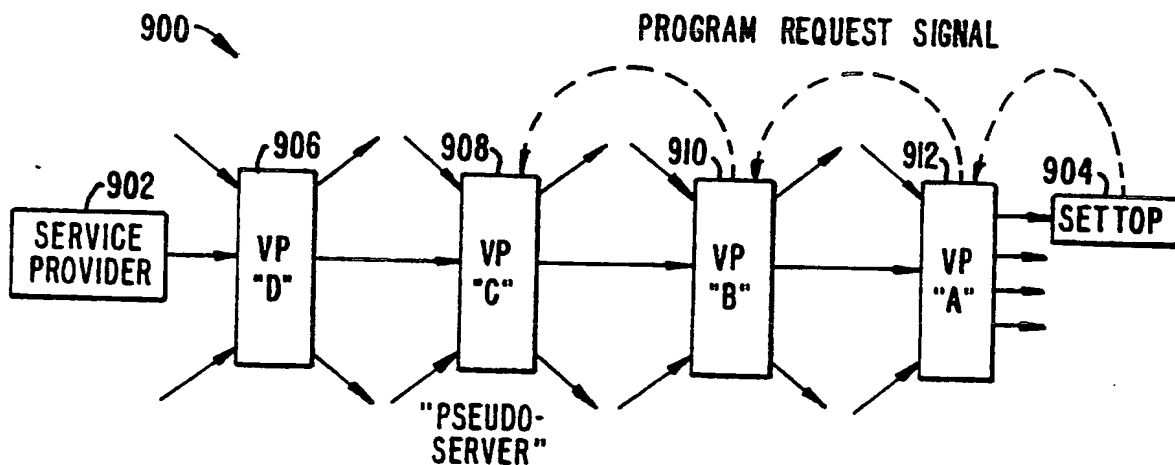 PROGRAM REQUEST SIGNAL
900
902
906
908
910
912
904
SERVICE
PROVIDER
VP
"D"
VP
"C"
VP
"B"
VP
"A"
SETTOP
"PSEUDO-
SERVER"